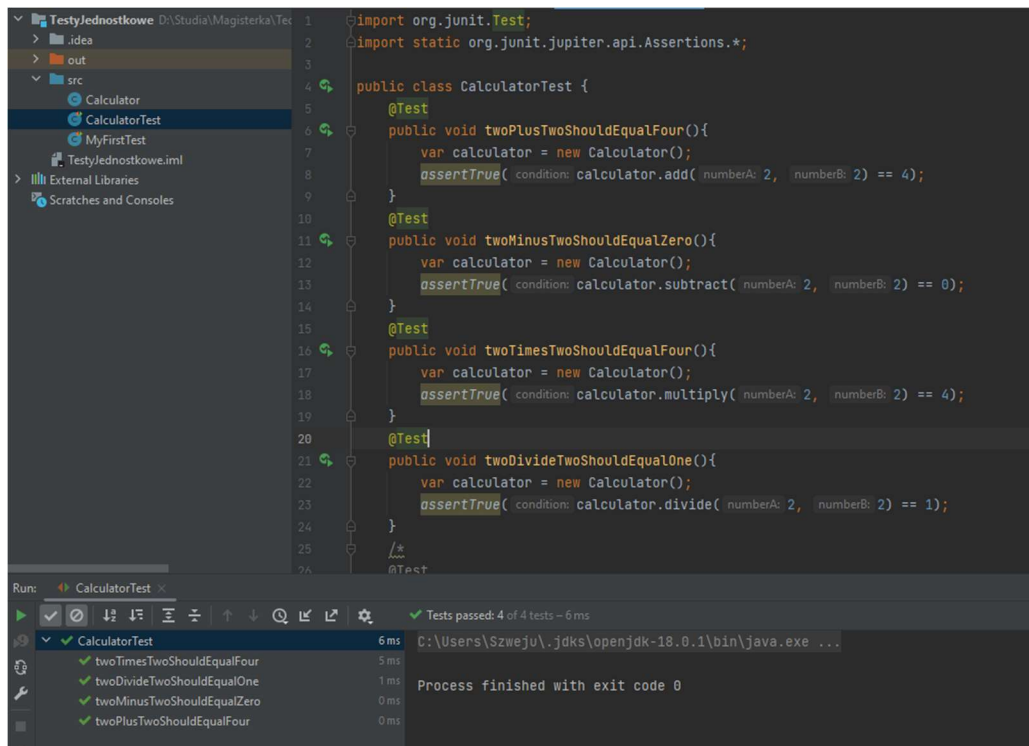 TestyJednostkowe D:\Studia\Magisterka\Tec
.idea
out
src
Calculator
CalculatorTest
MyFirstTest
TestyJednostkowe.iml
External Libraries
Scratches and Consoles
1 import org.junit.Test;
2 import static org.junit.jupiter.api.Assertions.*;
3
4 public class CalculatorTest {
5 @Test
6 public void twoPlusTwoShouldEqualFour(){
7 var calculator = new Calculator();
8 assertTrue( condition: calculator.add( numberA: 2, numberB: 2) == 4);
9 }
10 @Test
11 public void twoMinusTwoShouldEqualZero(){
12 var calculator = new Calculator();
13 assertTrue( condition: calculator.subtract( numberA: 2, numberB: 2) == 0);
14 }
15 @Test
16 public void twoTimesTwoShouldEqualFour(){
17 var calculator = new Calculator();
18 assertTrue( condition: calculator.multiply( numberA: 2, numberB: 2) == 4);
19 }
20 @Test
21 public void twoDivideTwoShouldEqualOne(){
22 var calculator = new Calculator();
23 assertTrue( condition: calculator.divide( numberA: 2, numberB: 2) == 1);
24 }
25 /*
26 @Test
Run: CalculatorTest
Tests passed: 4 of 4 tests – 6 ms
CalculatorTest 6 ms
twoTimesTwoShouldEqualFour 5 ms
twoDivideTwoShouldEqualOne 1 ms
twoMinusTwoShouldEqualZero 0 ms
twoPlusTwoShouldEqualFour 0 ms
C:\Users\Szweju\.jdks\openjdk-18.0.1\bin\java.exe ...
Process finished with exit code 0